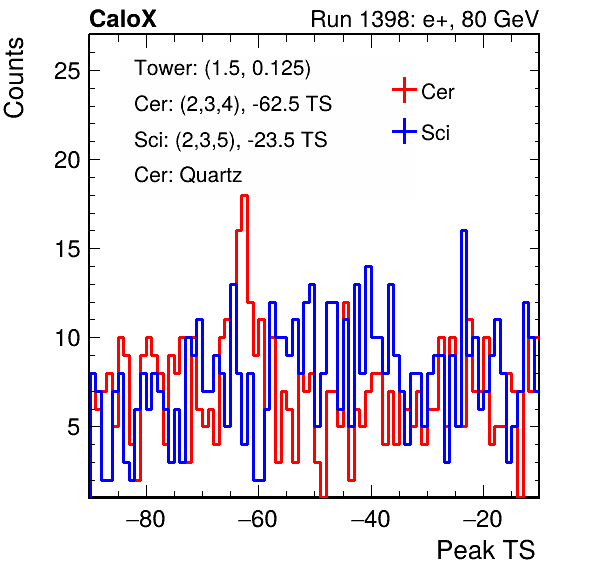 CaloX
Run 1398: e+, 80 GeV
Counts
Tower: (1.5, 0.125)
Cer: (2,3,4), -62.5 TS
Sci: (2,3,5), -23.5 TS
Cer: Quartz
Cer
Sci
25
20
15
10
5
−80
−60
−40
−20
Peak TS